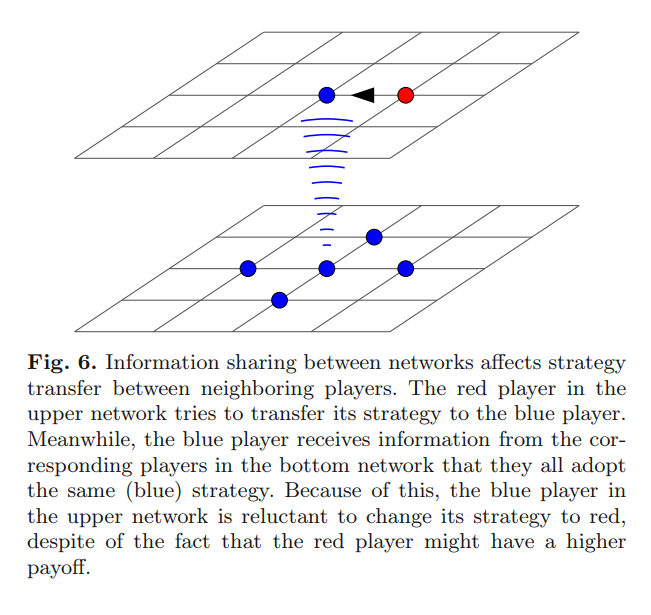 Fig. 6. Information sharing between networks affects strategy
transfer between neighboring players. The red player in the
upper network tries to transfer its strategy to the blue player.
Meanwhile, the blue player receives information from the cor-
responding players in the bottom network that they all adopt
the same (blue) strategy. Because of this, the blue player in
the upper network is reluctant to change its strategy to red,
despite of the fact that the red player might have a higher
payoff.